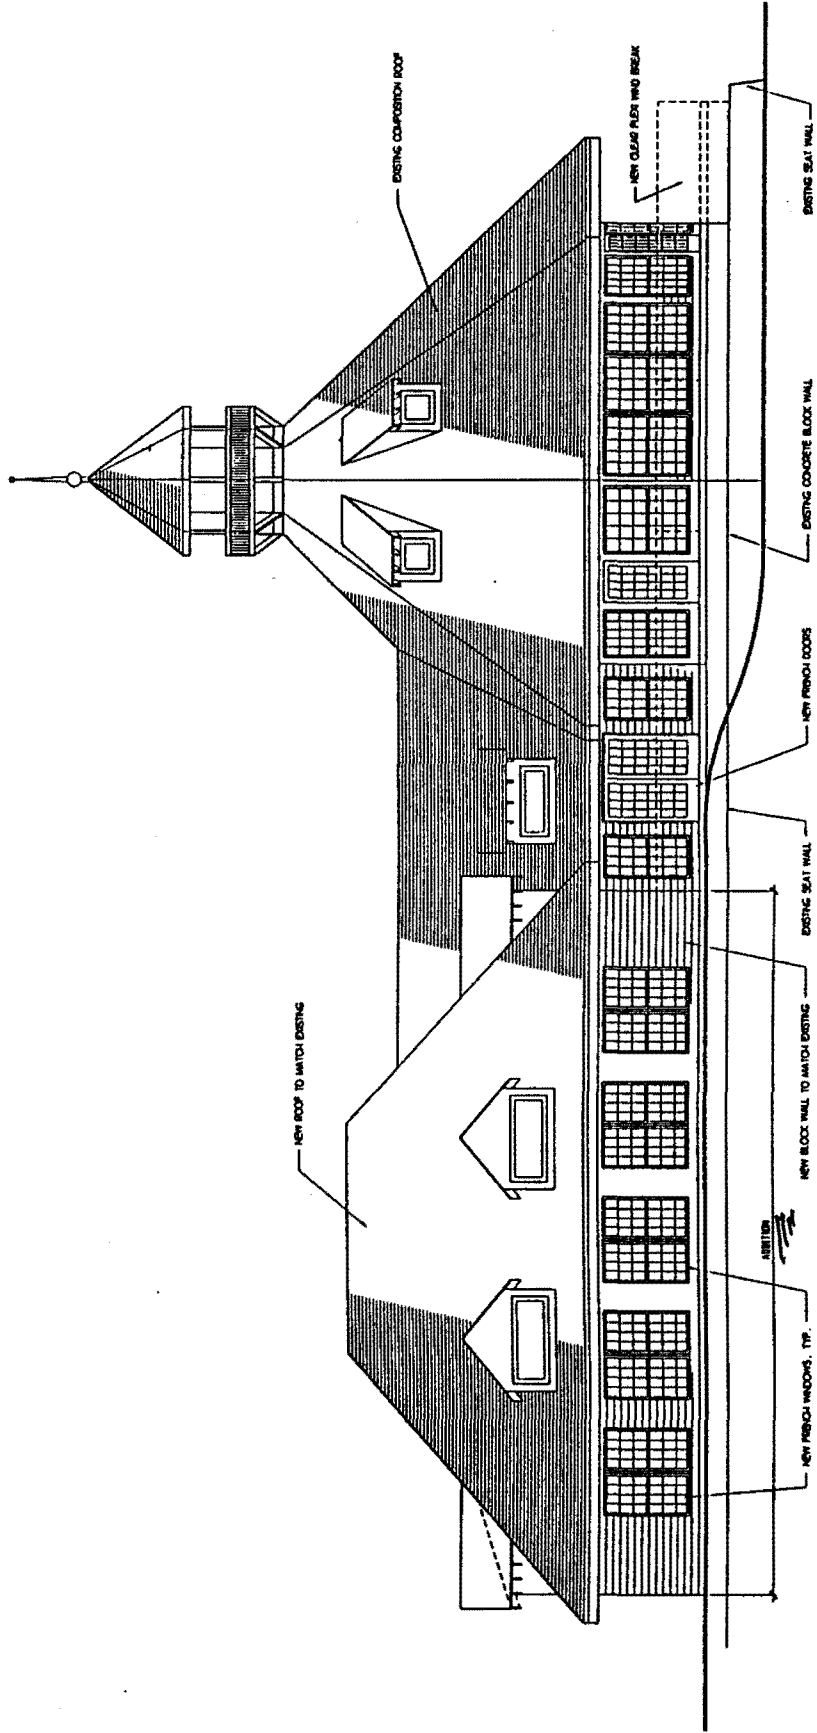 NEW ROOF TO MATCH EXISTING
EXISTING COMPOSITION ROOF
NEW CLEAR PLEXI WIND BREAK
ADDITION
NEW FRENCH WINDOWS, TYP.
NEW BLOCK WALL TO MATCH EXISTING
EXISTING SEAT WALL
NEW FRENCH DOORS
EXISTING CONCRETE BLOCK WALL
EXISTING SEAT WALL